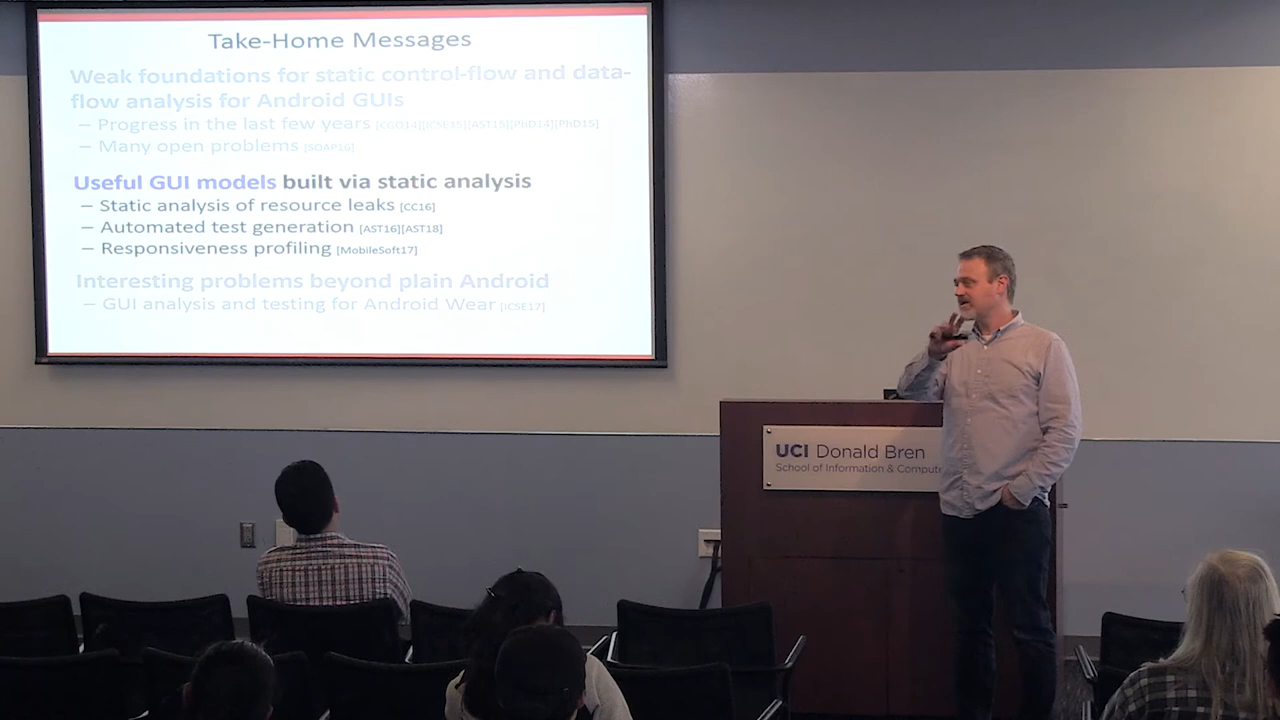 Take-Home Messages
Weak foundations for static control-flow and data-
flow analysis for Android GUIs
– Progress in the last few years [CGO14][ICSE15][AST15][PhD14][PhD15]
– Many open problems [SOAP16]
Useful GUI models built via static analysis
– Static analysis of resource leaks [CC16]
– Automated test generation [AST16][AST18]
– Responsiveness profiling [MobileSoft17]
Interesting problems beyond plain Android
– GUI analysis and testing for Android Wear [ICSE17]
UCI Donald Bren
School of Information & Compute